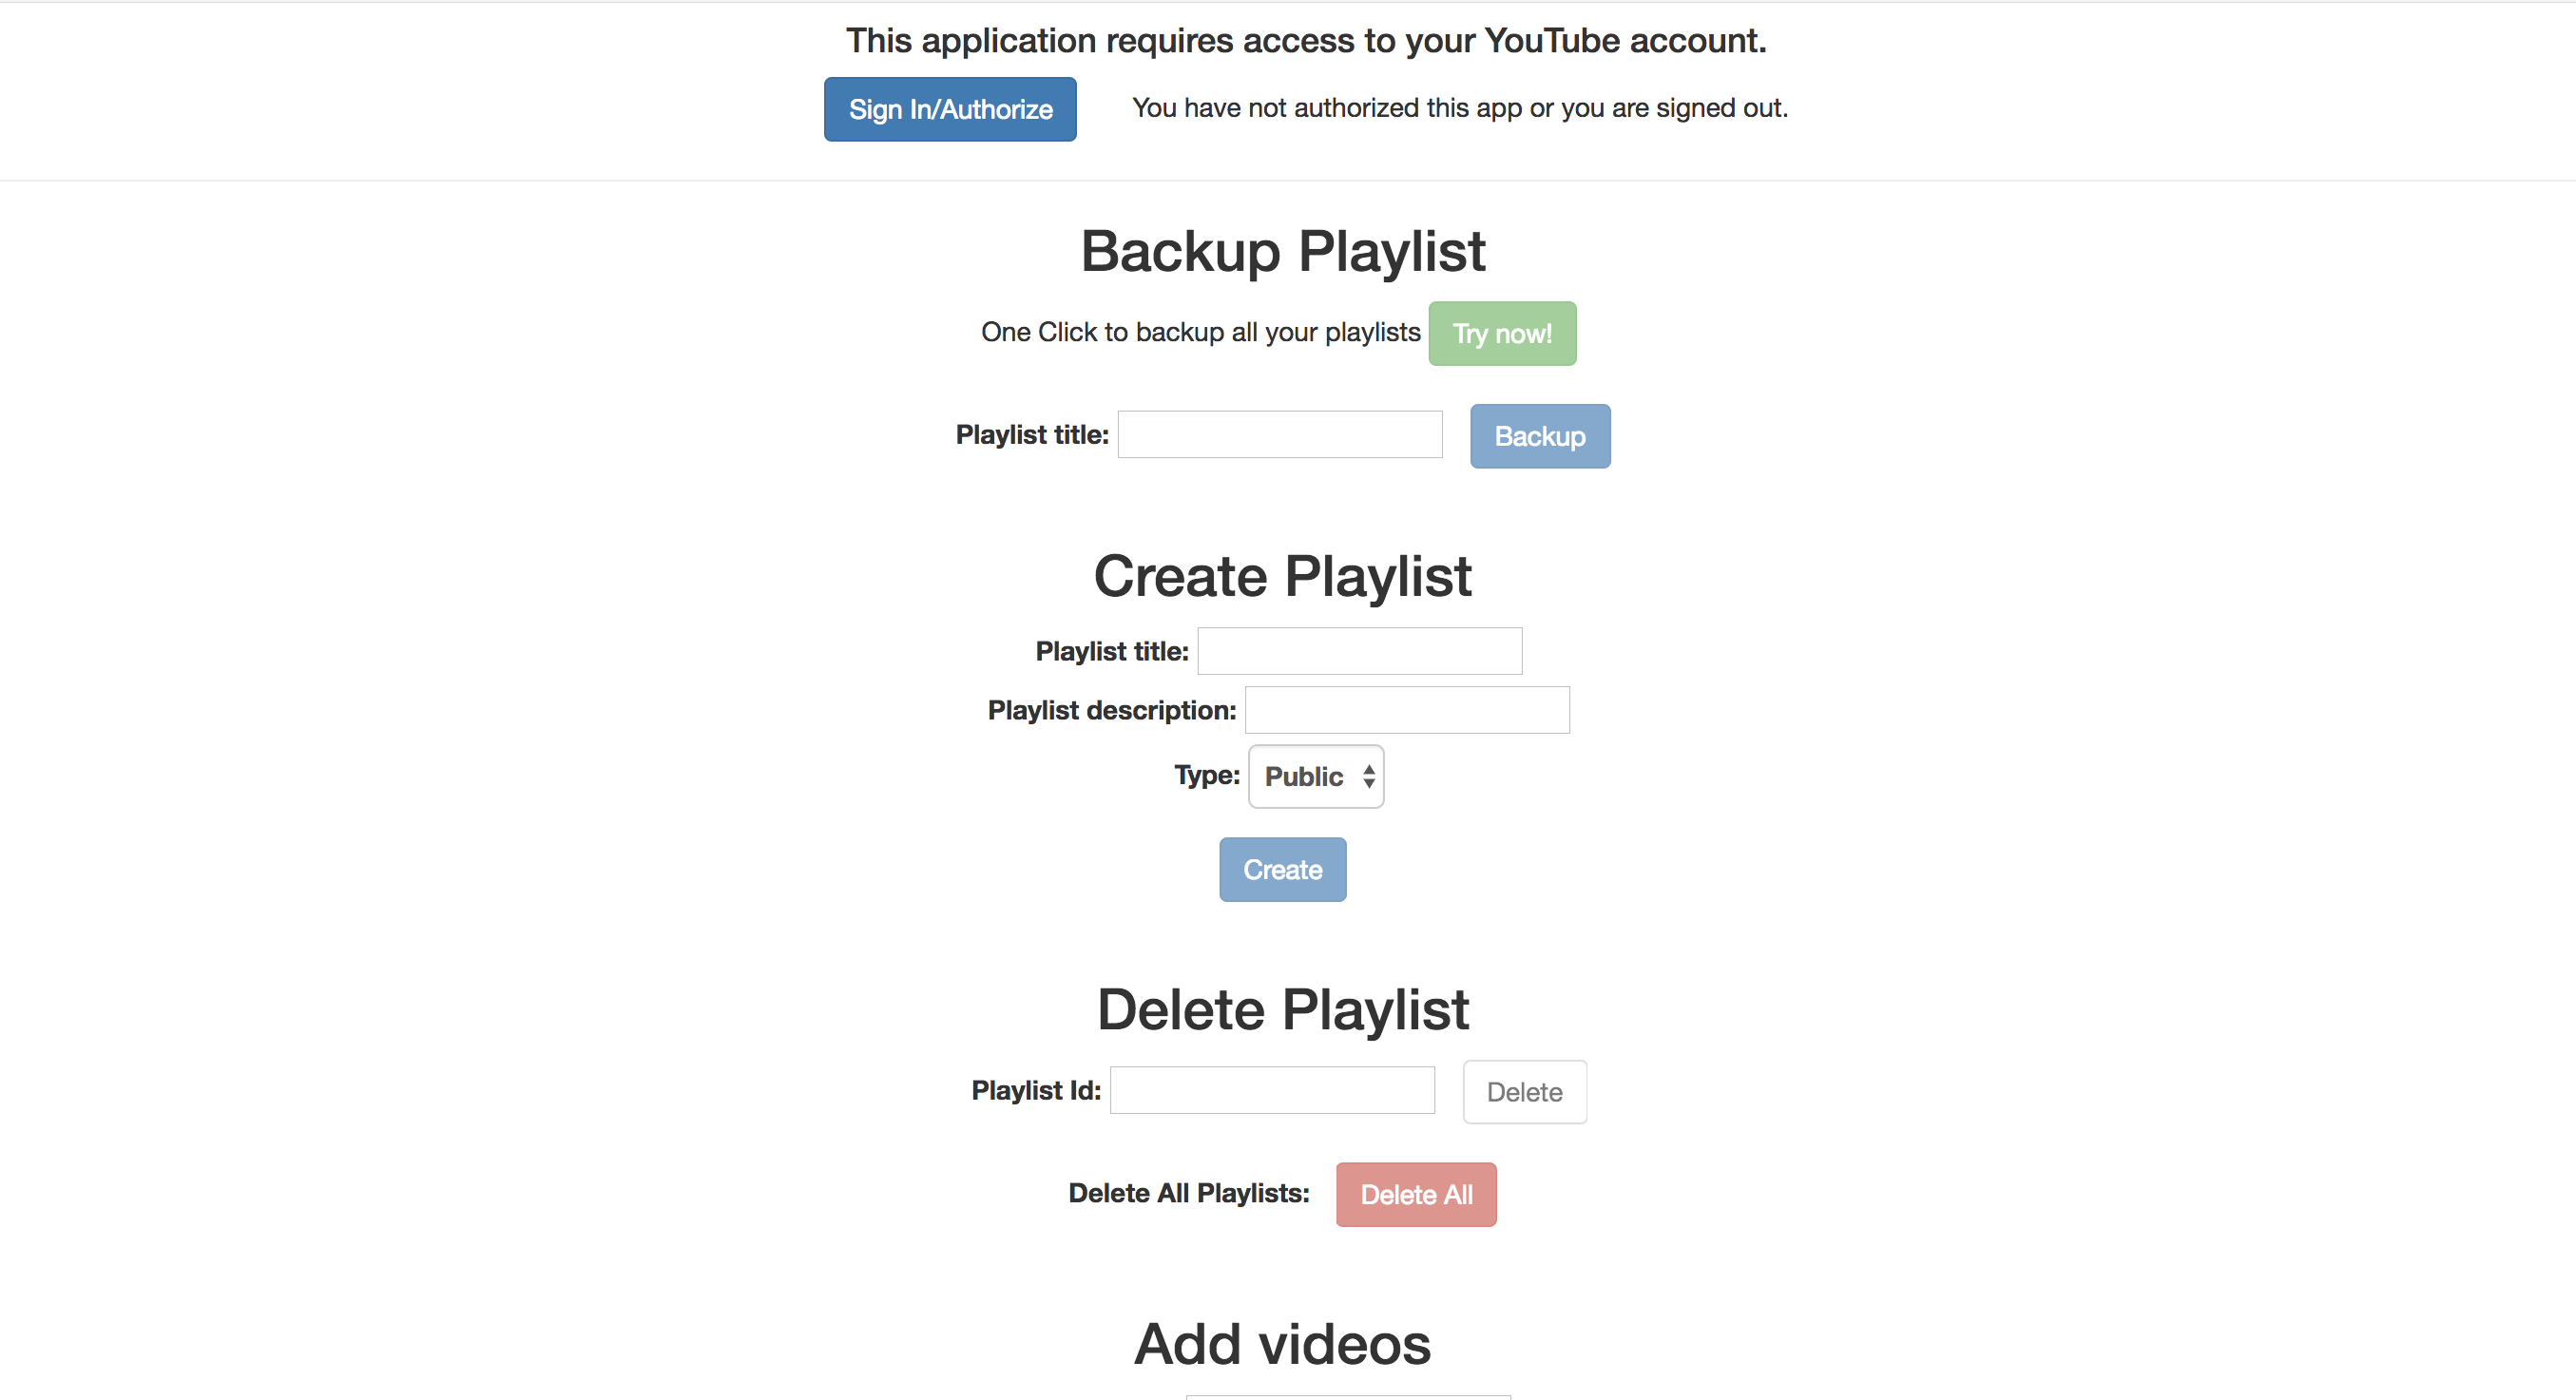 This application requires access to your YouTube account.
Sign In/Authorize You have not authorized this app or you are signed out.
Backup Playlist
One Click to backup all your playlists Try now!
Playlist title: Backup
Create Playlist
Playlist title:
Playlist description:
Type: Public
Create
Delete Playlist
Playlist Id: Delete
Delete All Playlists: Delete All
Add videos